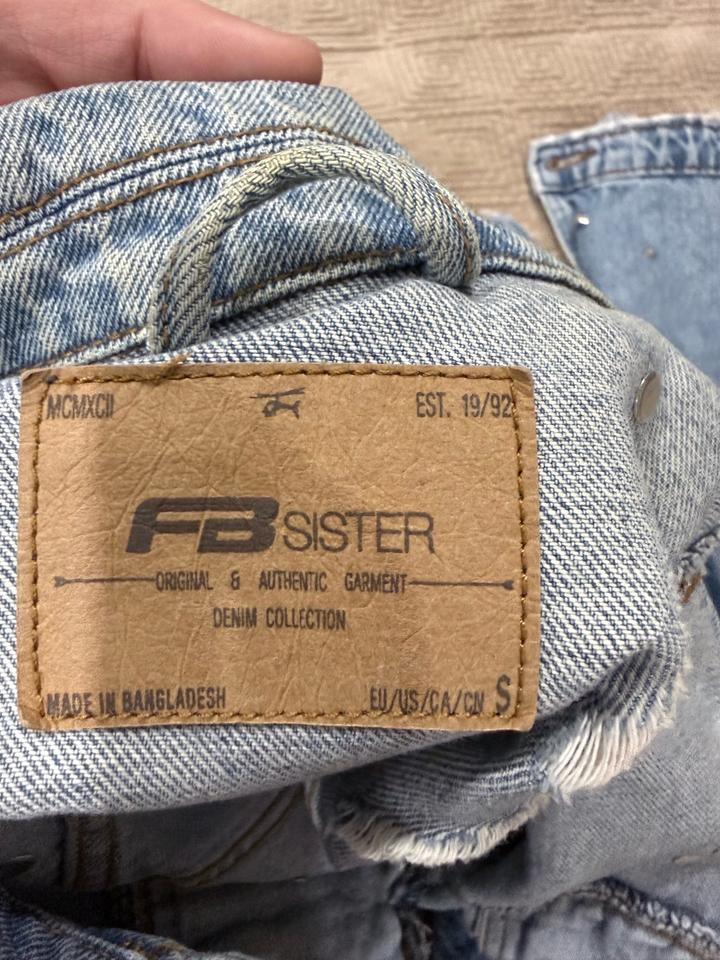 MCMXCII EST. 19/92
FB SISTER
ORIGINAL & AUTHENTIC GARMENT
DENIM COLLECTION
MADE IN BANGLADESH EU/US/CA/CN S